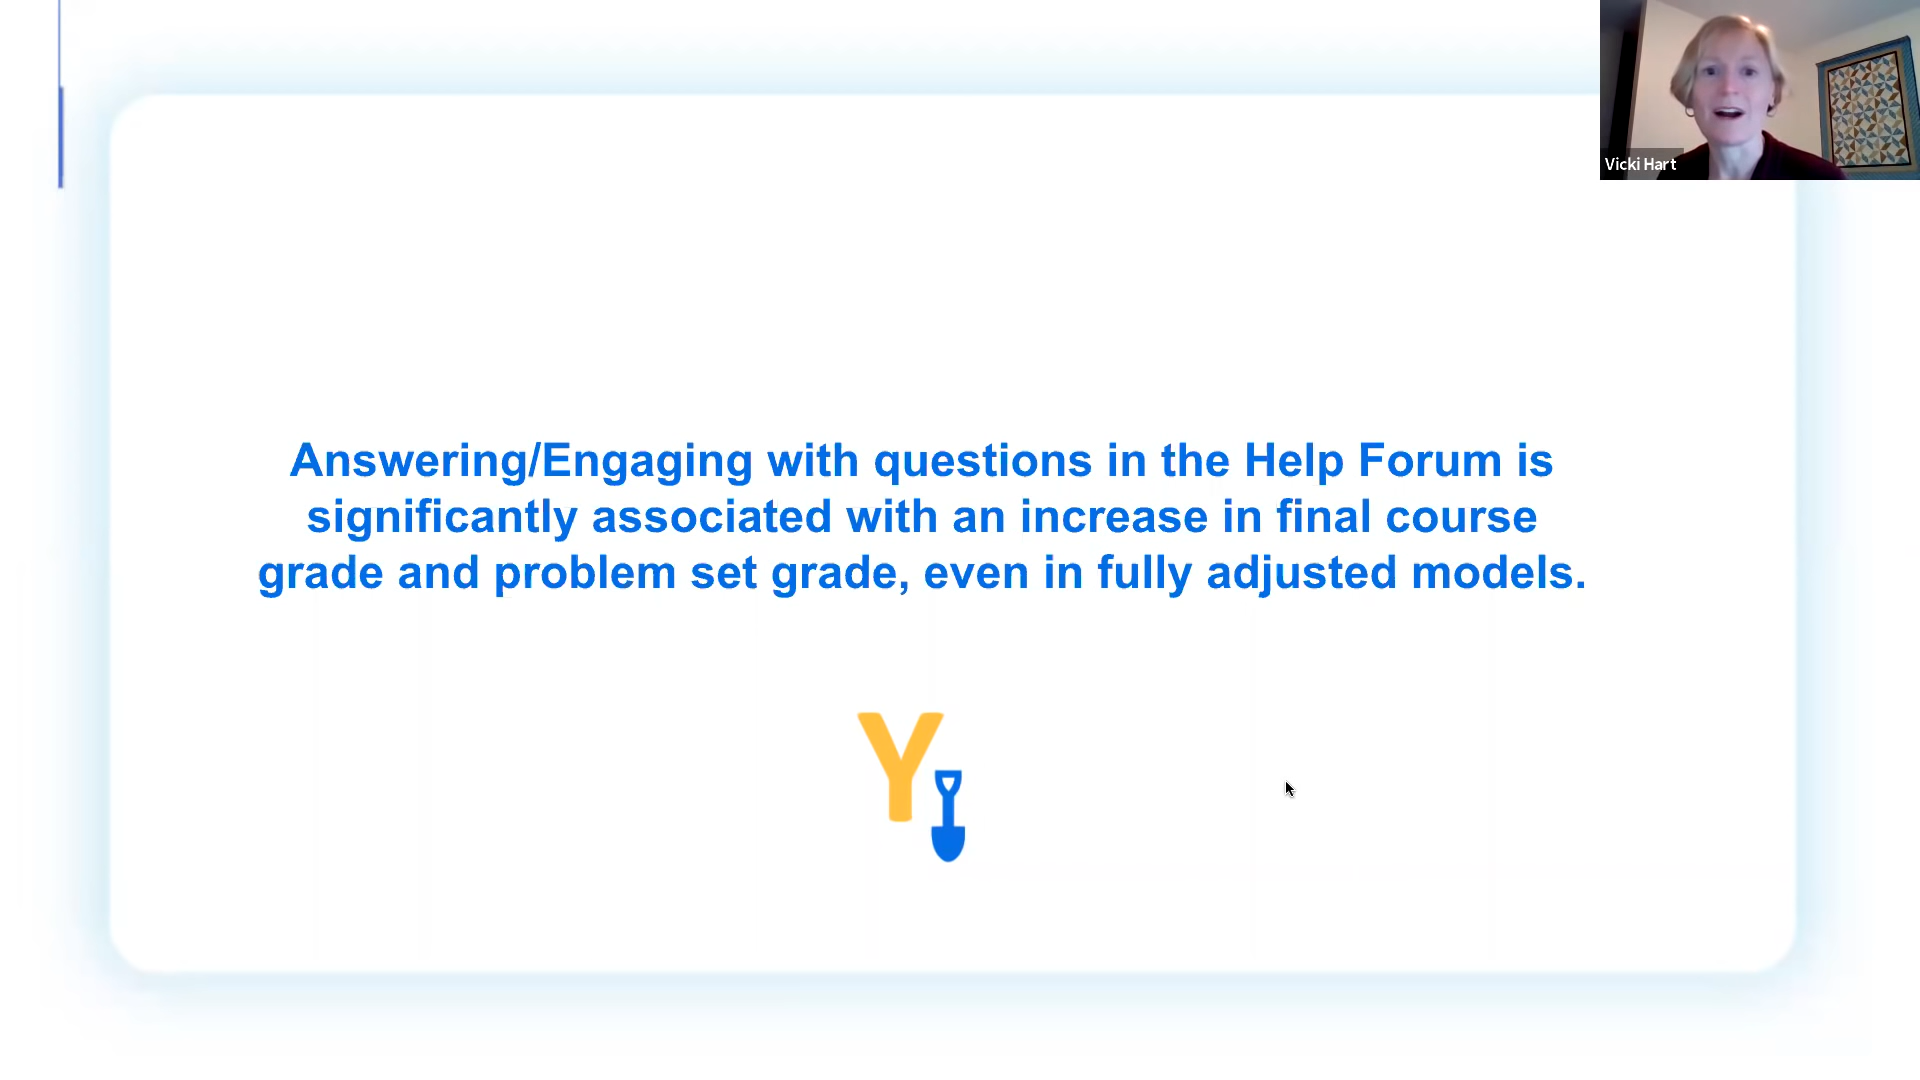 Vicki Hart
Answering/Engaging with questions in the Help Forum is
significantly associated with an increase in final course
grade and problem set grade, even in fully adjusted models.
Y